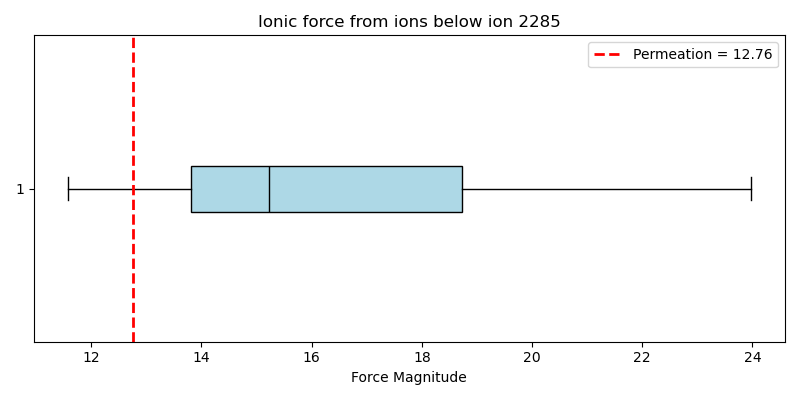 Ionic force from ions below ion 2285
Permeation = 12.76
1
12 14 16 18 20 22 24
Force Magnitude